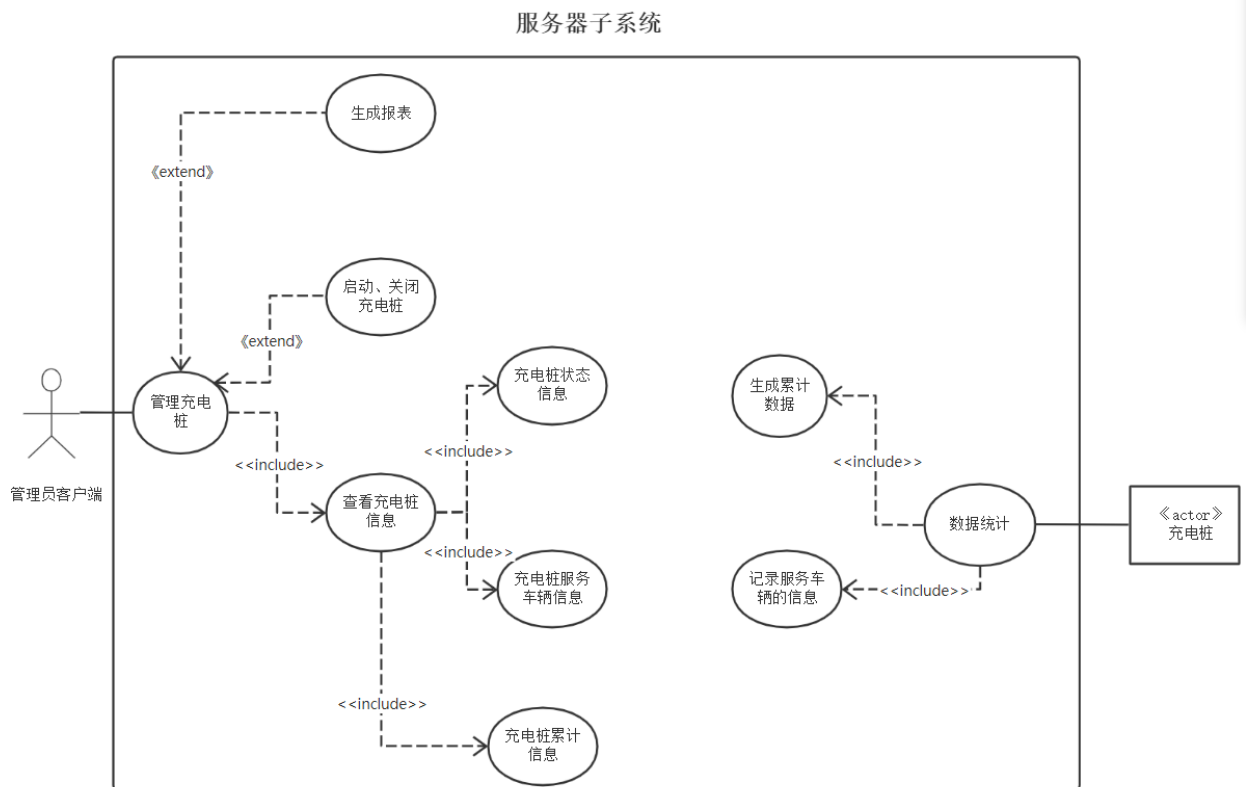 服务器子系统
生成报表
《extend》
启动、关闭
充电桩
《extend》
管理充电
桩
管理员客户端
<<include>>
查看充电桩
信息
充电桩状态
信息
<<include>>
<<include>>
充电桩服务
车辆信息
<<include>>
充电桩累计
信息
生成累计
数据
<<include>>
数据统计
《actor》
充电桩
记录服务车
辆的信息
<<include>>